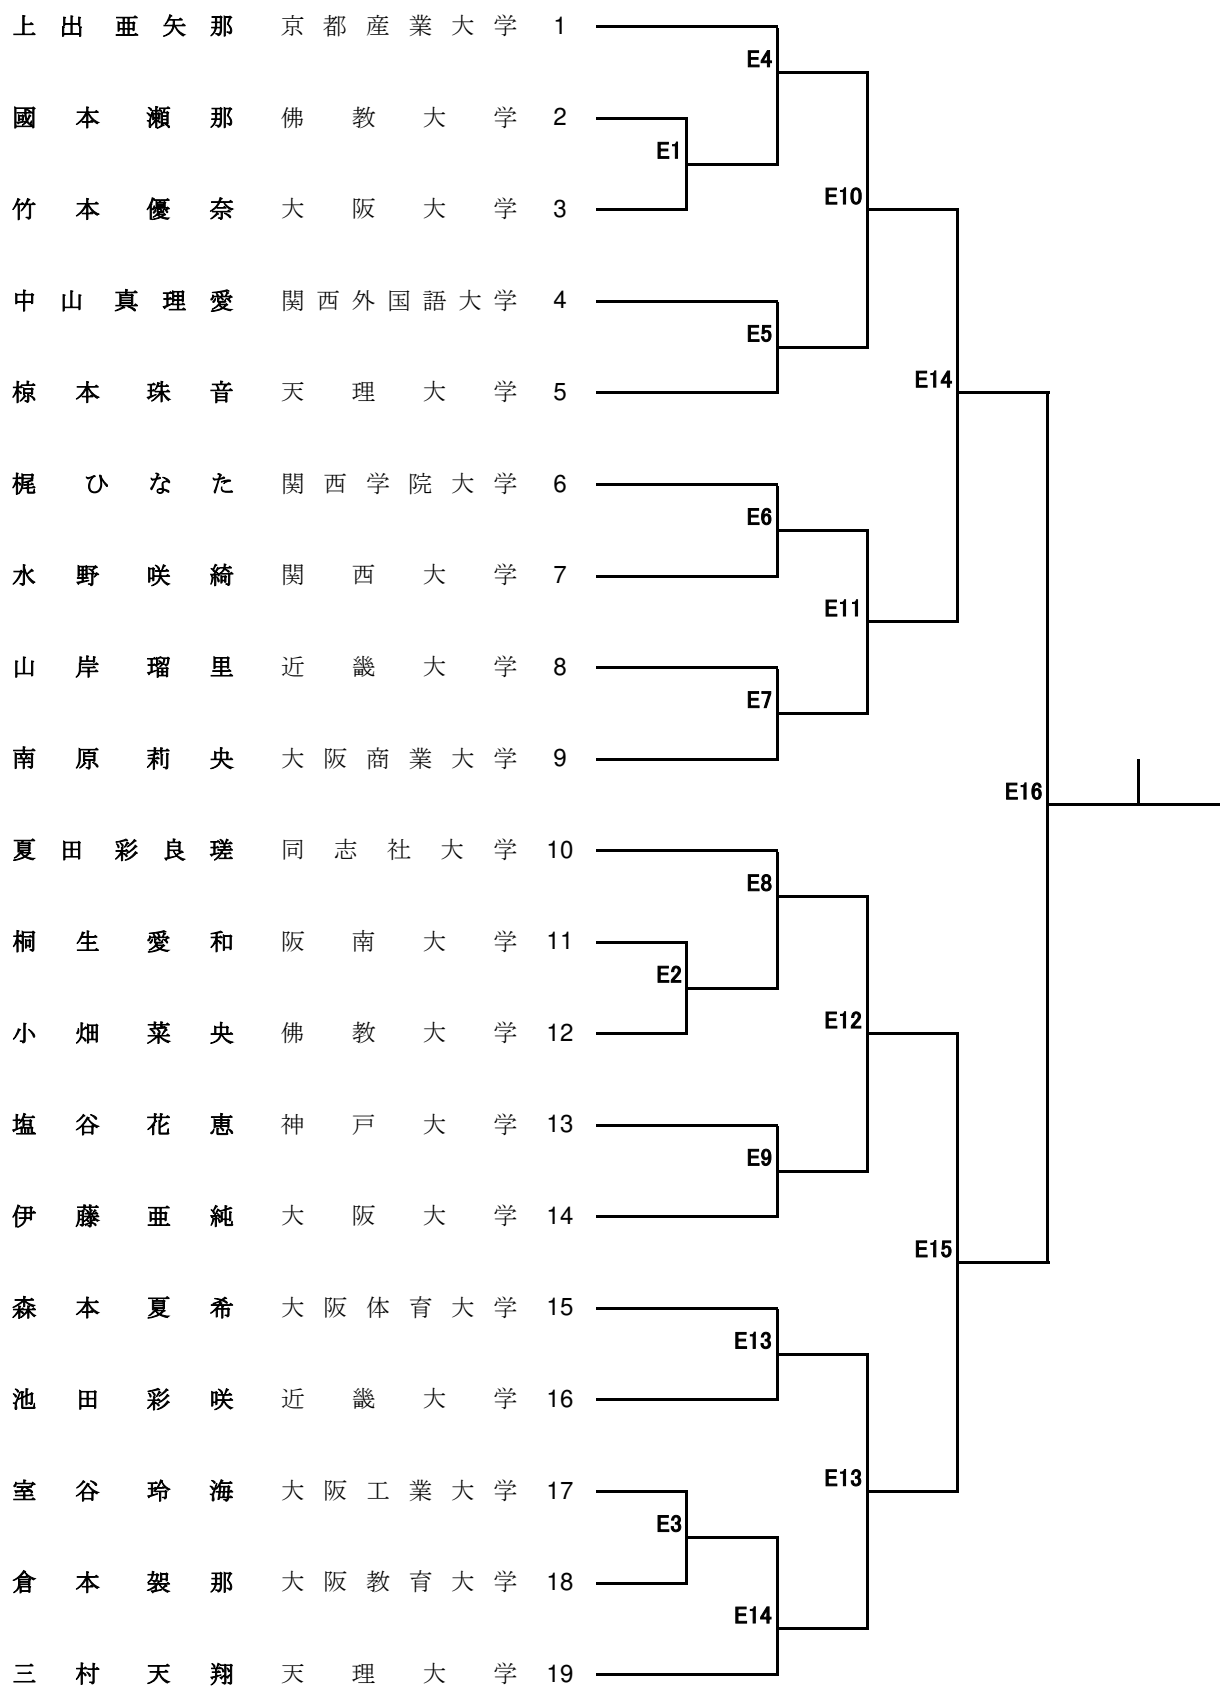 上出亜矢那 京都産業大学 1
E4
國本瀬那 佛教大学 2
E1
竹本優奈 大阪大学 3
E10
中山真理愛 関西外国語大学 4
E5
椋本珠音 天理大学 5
E14
梶ひなた 関西学院大学 6
E6
水野咲綺 関西大学 7
E11
山岸瑠里 近畿大学 8
E7
南原莉央 大阪商業大学 9
E16
夏田彩良瑳 同志社大学 10
E8
桐生愛和 阪南大学 11
E2
小畑菜央 佛教大学 12
E12
塩谷花恵 神戸大学 13
E9
伊藤亜純 大阪大学 14
E15
森本夏希 大阪体育大学 15
E13
池田彩咲 近畿大学 16
E13
室谷玲海 大阪工業大学 17
E3
倉本袈那 大阪教育大学 18
E14
三村天翔 天理大学 19